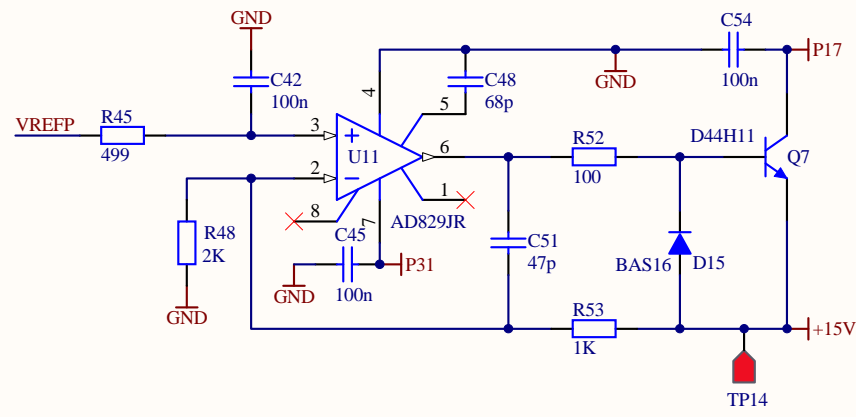 GND
C54
P17
C42
100n
C48
68p
GND
100n
4
5
VREFP
R45
499
3
2
U11
6
1
AD829JR
R52
100
D44H11
Q7
8
7
R48
2K
GND
C45
100n
GND
P31
C51
47p
BAS16
D15
R53
1K
+15V
TP14